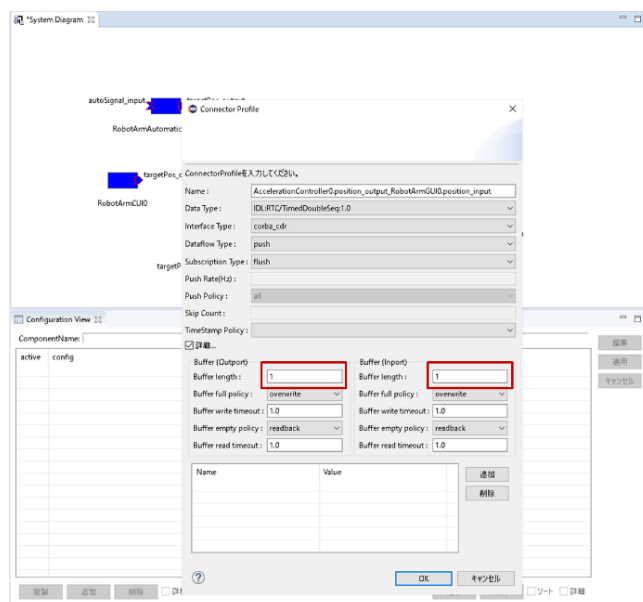 *System Diagram
autoSignal_input
RobotArmAutomatic
targetPos_o
RobotArmCUI0
targetP
Connector Profile
ConnectorProfileを入力してください。
Name : AccelerationController0.position_output_RobotArmGUI0.position_input
Data Type : IDL:RTC/TimedDoubleSeq:1.0
Interface Type : corba_cdr
Dataflow Type : push
Subscription Type : flush
Push Rate(Hz) :
Push Policy : all
Skip Count :
TimeStamp Policy :
詳細...
Buffer (Outport)
Buffer length : 1
Buffer full policy : overwrite
Buffer write timeout : 1.0
Buffer empty policy : readback
Buffer read timeout : 1.0
Buffer (Inport)
Buffer length : 1
Buffer full policy : overwrite
Buffer write timeout : 1.0
Buffer empty policy : readback
Buffer read timeout : 1.0
Name Value
追加
削除
OK キャンセル
Configuration View
ComponentName:
active config
編集
適用
キャンセル
複製 追加 削除
ソート 詳細